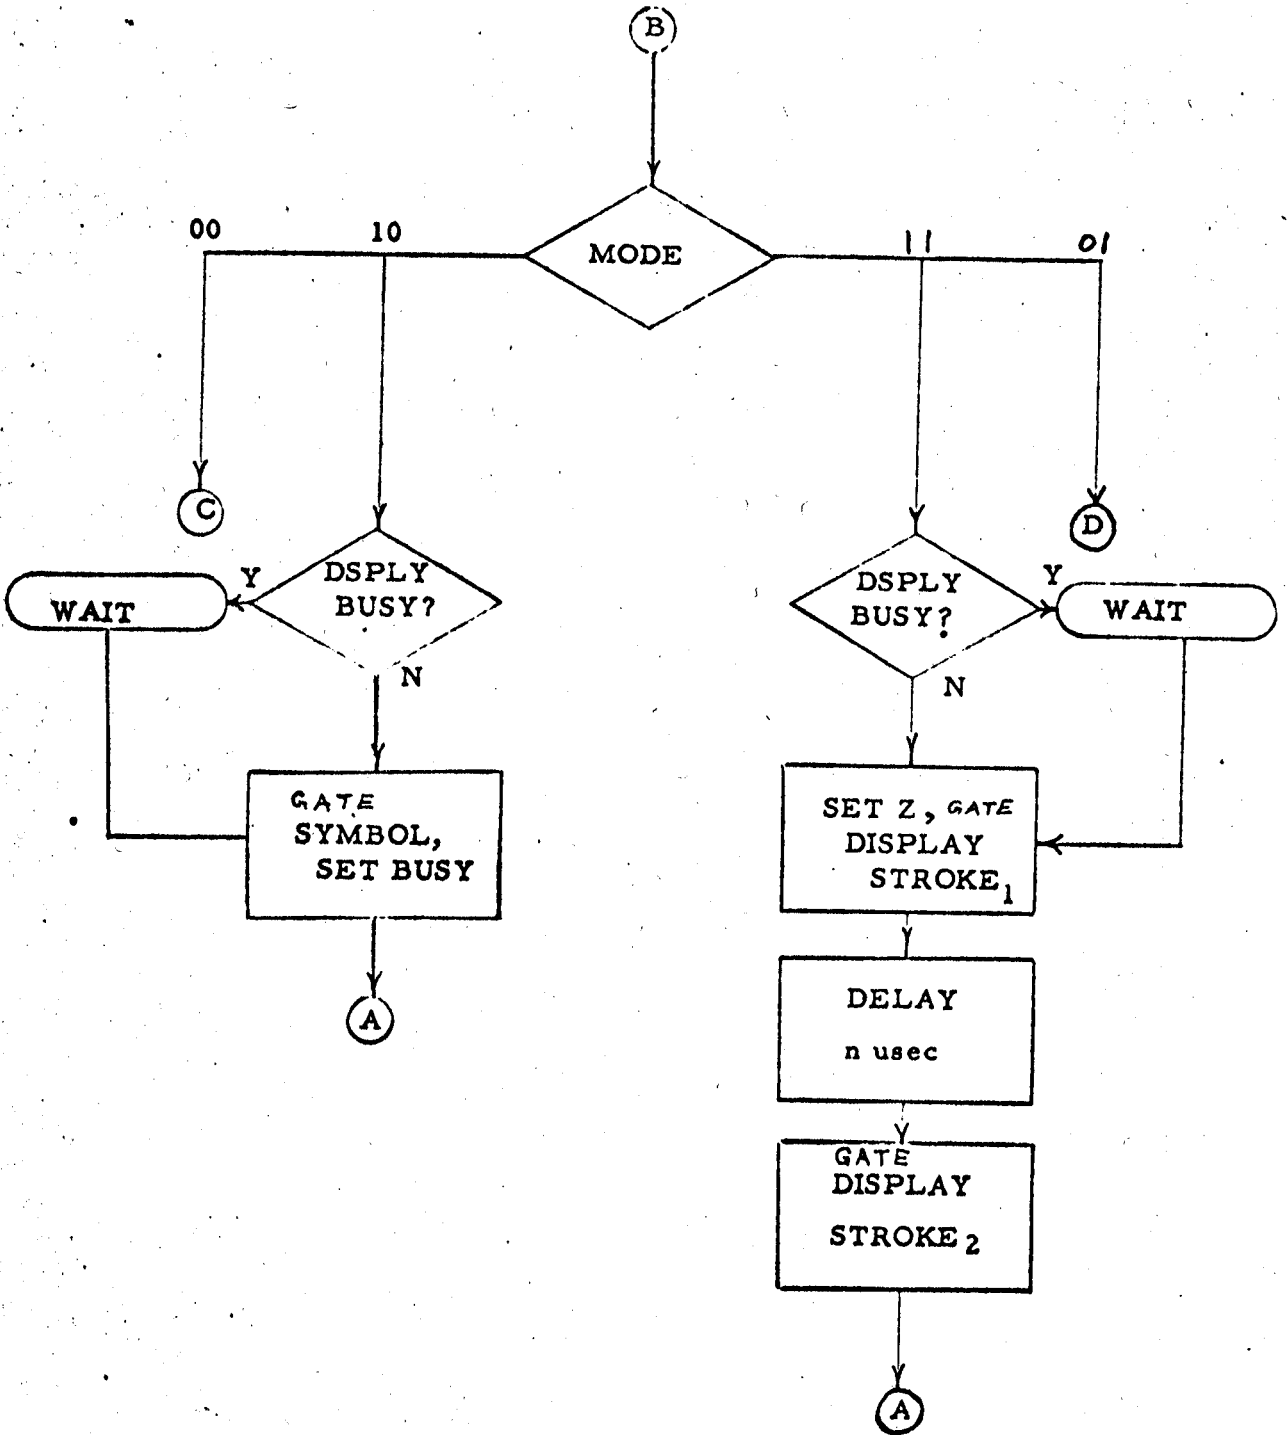 B
MODE
00
10
11
01
C
D
DSPLY
BUSY?
Y
N
WAIT
GATE
SYMBOL,
SET BUSY
A
DSPLY
BUSY?
Y
N
WAIT
SET Z, GATE
DISPLAY
STROKE1
DELAY
n usec
GATE
DISPLAY
STROKE2
A